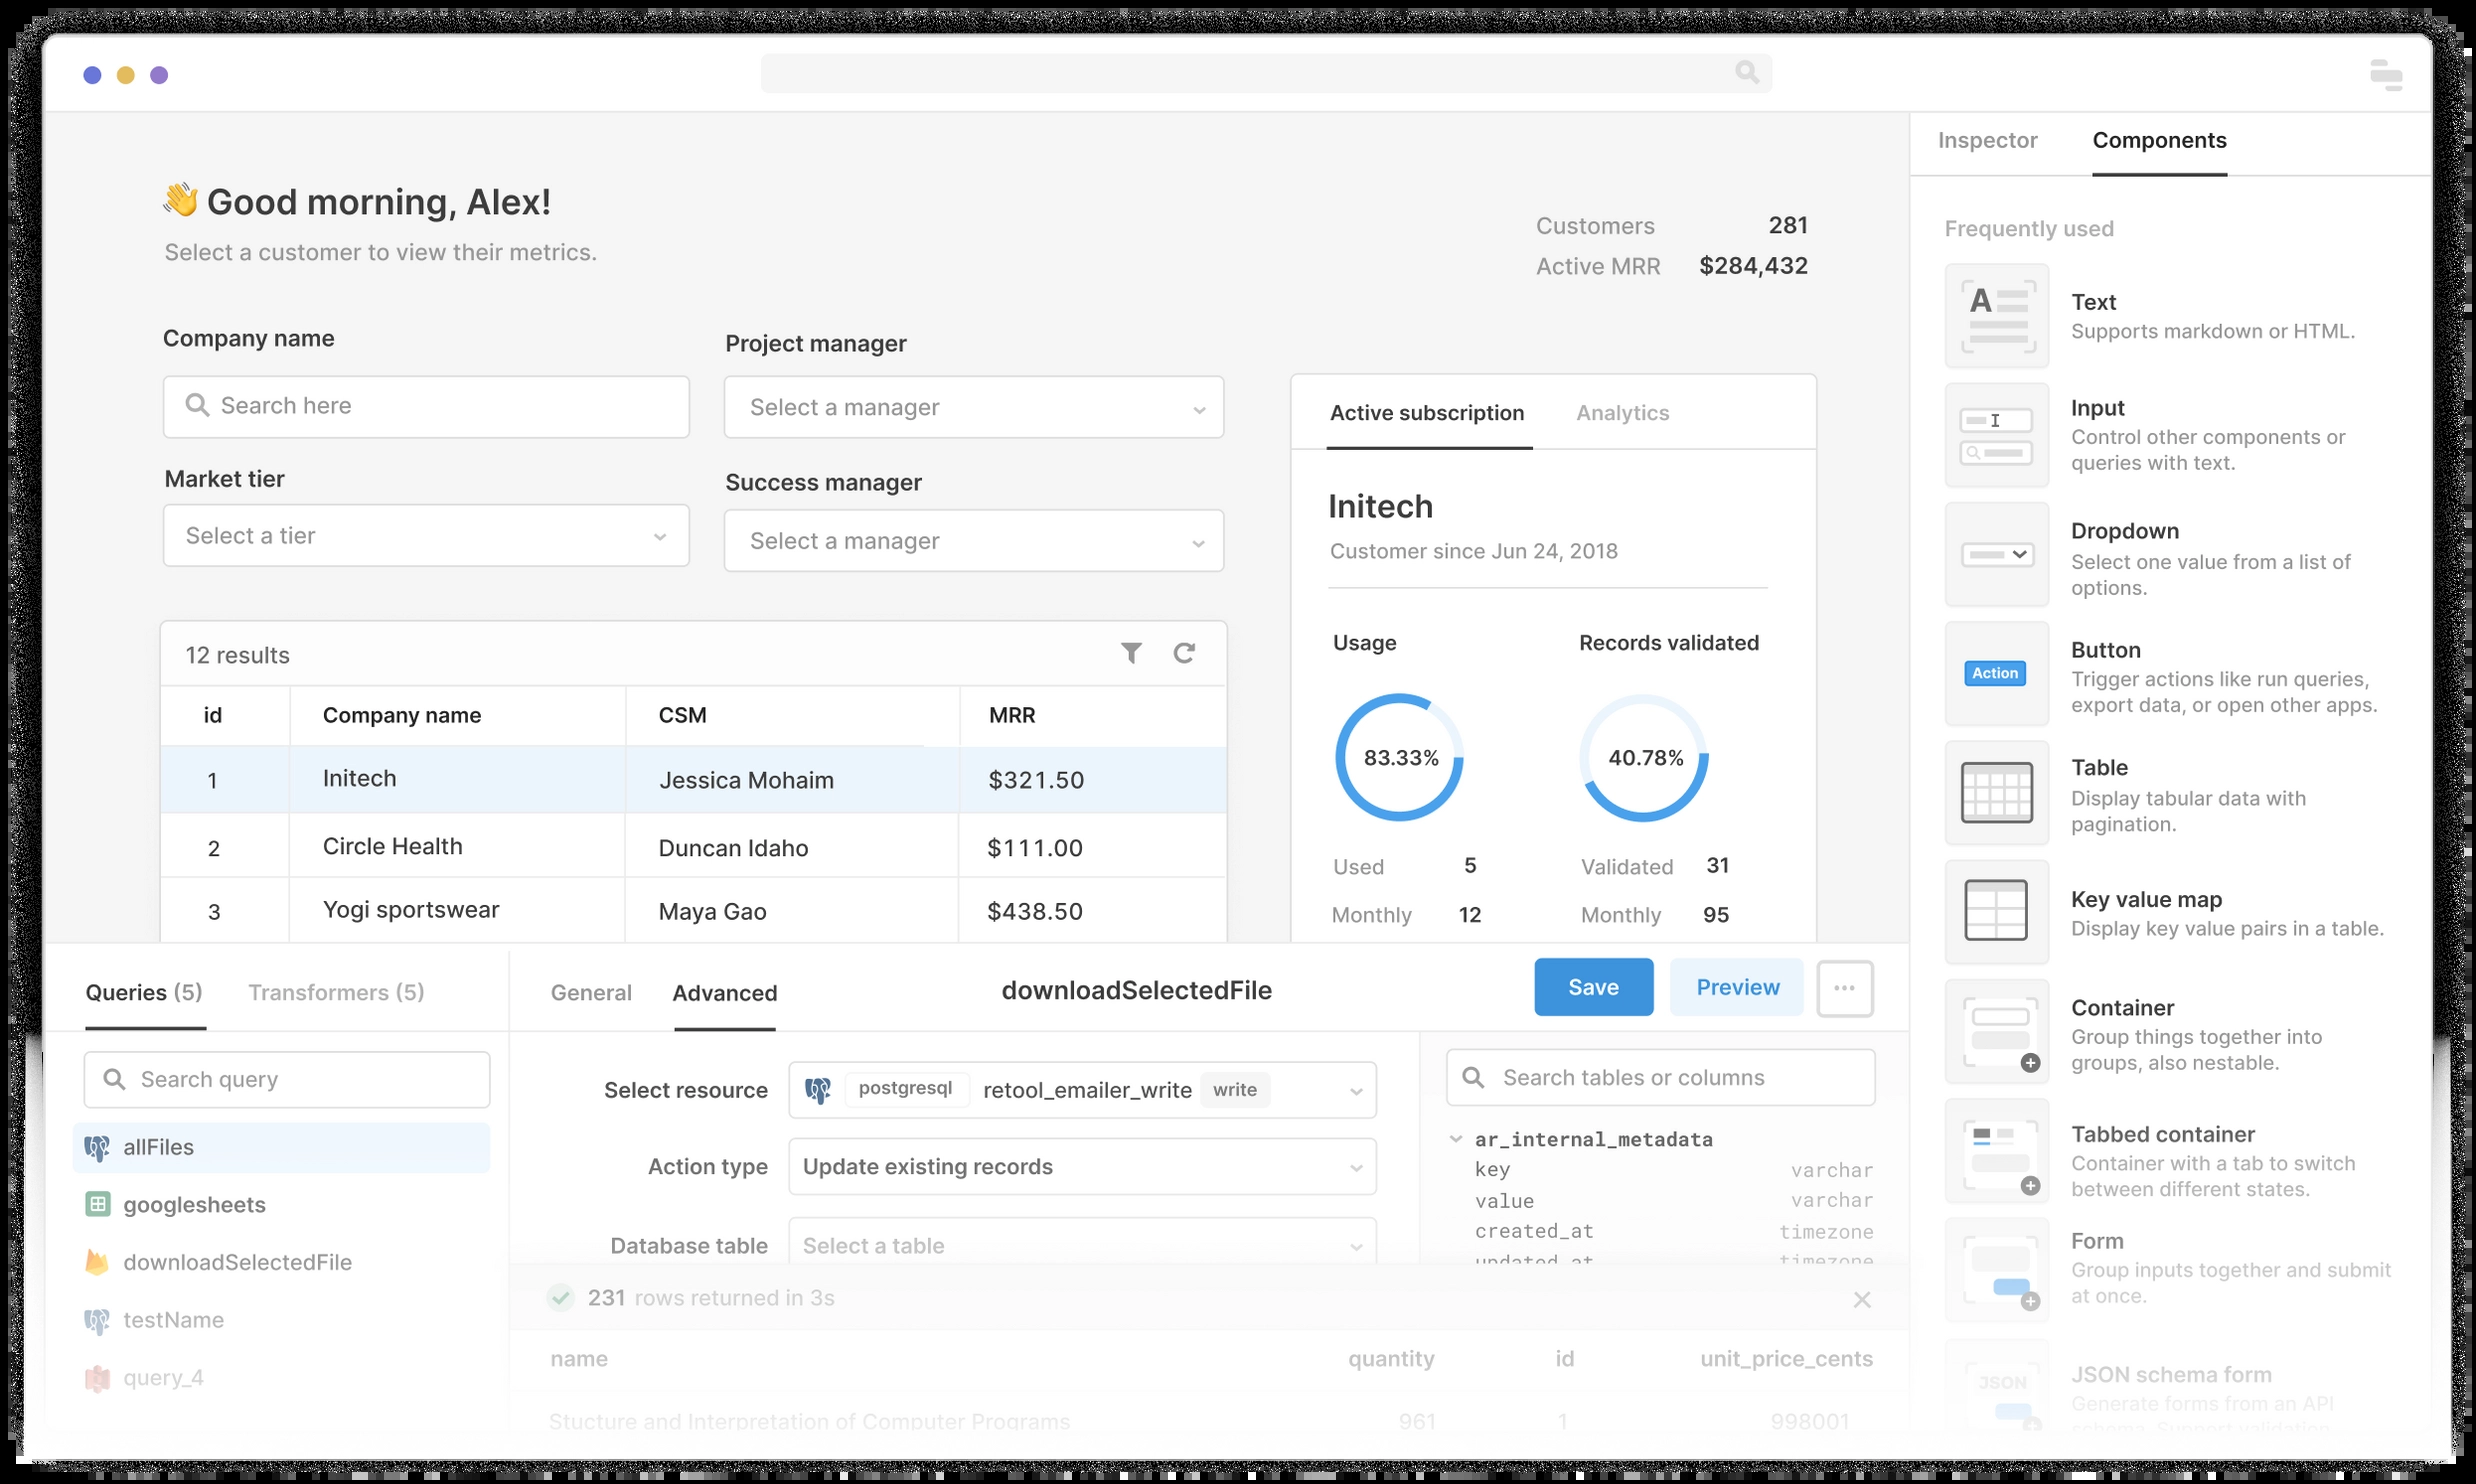 Inspector
Components
👋 Good morning, Alex!
Select a customer to view their metrics.
Customers 281
Active MRR $284,432
Company name
Search here
Project manager
Select a manager
Market tier
Select a tier
Success manager
Select a manager
12 results
id Company name CSM MRR
1 Initech Jessica Mohaim $321.50
2 Circle Health Duncan Idaho $111.00
3 Yogi sportswear Maya Gao $438.50
Active subscription Analytics
Initech
Customer since Jun 24, 2018
Usage Records validated
83.33% 40.78%
Used 5 Validated 31
Monthly 12 Monthly 95
Frequently used
A
Text
Supports markdown or HTML.
Input
Control other components or
queries with text.
Dropdown
Select one value from a list of
options.
Action
Button
Trigger actions like run queries,
export data, or open other apps.
Table
Display tabular data with
pagination.
Key value map
Display key value pairs in a table.
Container
Group things together into
groups, also nestable.
Tabbed container
Container with a tab to switch
between different states.
Form
Group inputs together and submit
at once.
JSON
JSON schema form
Generate forms from an API
schema. Support validation
Queries (5) Transformers (5)
Search query
allFiles
googlesheets
downloadSelectedFile
testName
query_4
General Advanced downloadSelectedFile Save Preview
Select resource postgresql retool_emailer_write write
Action type Update existing records
Database table Select a table
Search tables or columns
ar_internal_metadata
key varchar
value varchar
created_at timezone
updated_at timezone
231 rows returned in 3s
name quantity id unit_price_cents
Stucture and Interpretation of Computer Programs 961 1 998001